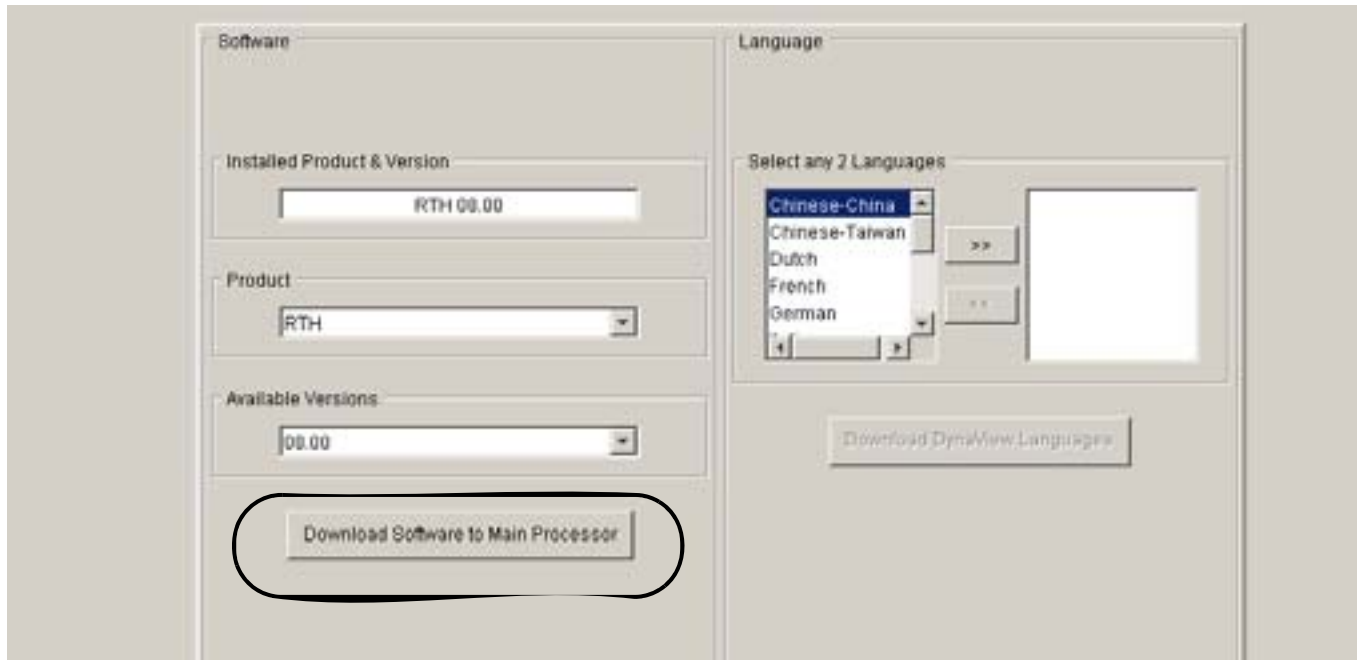 Software
Installed Product & Version
RTH 08.00
Product
RTH
Available Versions
08.00
Download Software to Main Processor
Language
Select any 2 Languages
Chinese-China
Chinese-Taiwan
Dutch
French
German
>>
<<
Download DynaView Languages